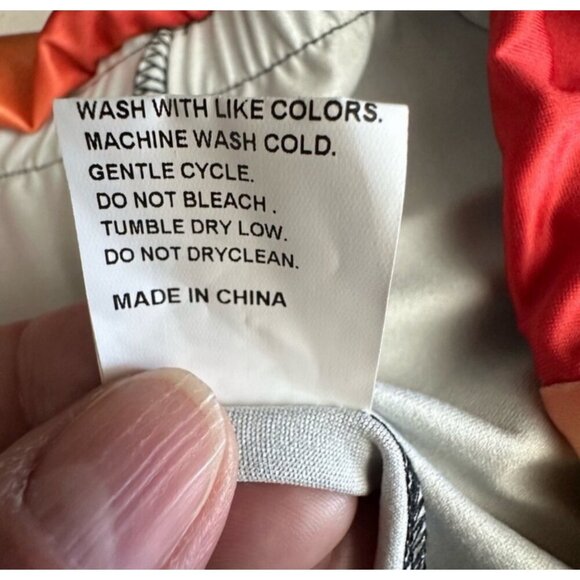 WASH WITH LIKE COLORS.
MACHINE WASH COLD.
GENTLE CYCLE.
DO NOT BLEACH.
TUMBLE DRY LOW.
DO NOT DRYCLEAN.
MADE IN CHINA